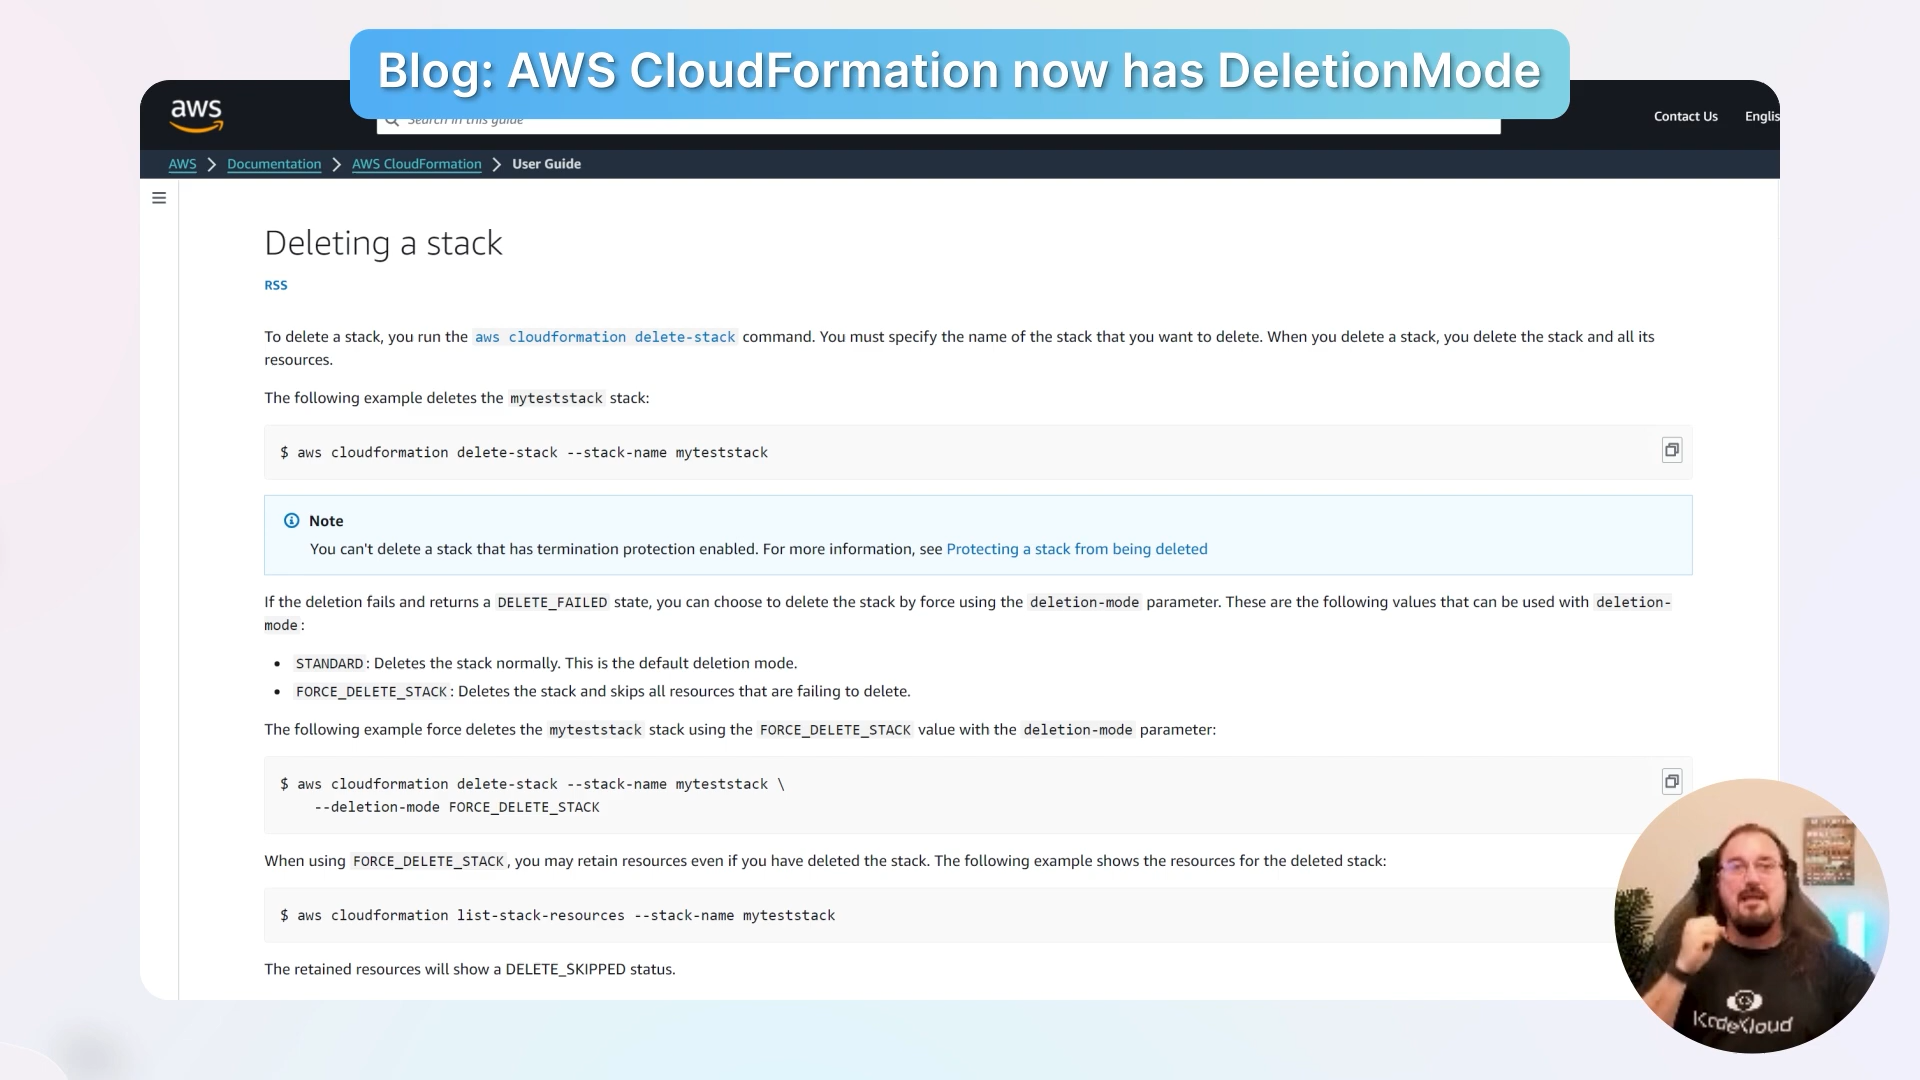 Blog: AWS CloudFormation now has DeletionMode
aws
Search in this guide
Contact Us
Englis
AWS > Documentation > AWS CloudFormation > User Guide
Deleting a stack
RSS
To delete a stack, you run the aws cloudformation delete-stack command. You must specify the name of the stack that you want to delete. When you delete a stack, you delete the stack and all its
resources.
The following example deletes the myteststack stack:
$ aws cloudformation delete-stack --stack-name myteststack
Note
You can't delete a stack that has termination protection enabled. For more information, see Protecting a stack from being deleted
If the deletion fails and returns a DELETE_FAILED state, you can choose to delete the stack by force using the deletion-mode parameter. These are the following values that can be used with deletion-
mode:
• STANDARD: Deletes the stack normally. This is the default deletion mode.
• FORCE_DELETE_STACK: Deletes the stack and skips all resources that are failing to delete.
The following example force deletes the myteststack stack using the FORCE_DELETE_STACK value with the deletion-mode parameter:
$ aws cloudformation delete-stack --stack-name myteststack \
--deletion-mode FORCE_DELETE_STACK
When using FORCE_DELETE_STACK, you may retain resources even if you have deleted the stack. The following example shows the resources for the deleted stack:
$ aws cloudformation list-stack-resources --stack-name myteststack
The retained resources will show a DELETE_SKIPPED status.
KodeKloud